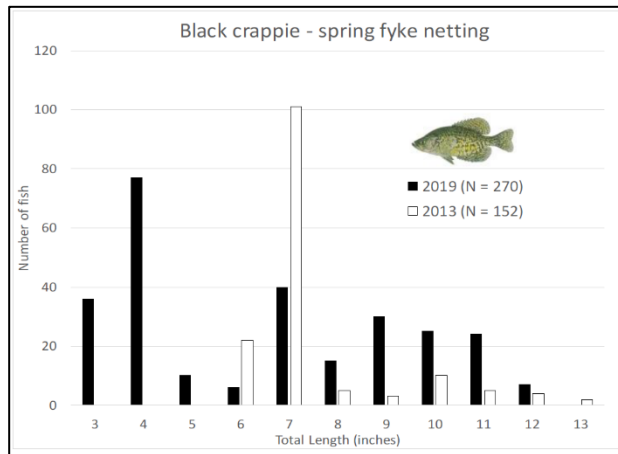 Black crappie - spring fyke netting
120
100
80
60
40
20
0
Number of fish
2019 (N = 270)
2013 (N = 152)
3 4 5 6 7 8 9 10 11 12 13
Total Length (inches)